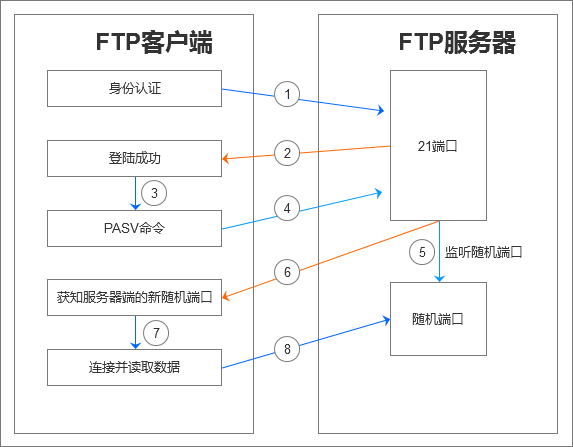 FTP客户端
FTP服务器
身份认证
1
21端口
2
登陆成功
3
4
PASV命令
5
监听随机端口
6
获知服务器端的新随机端口
随机端口
7
8
连接并读取数据